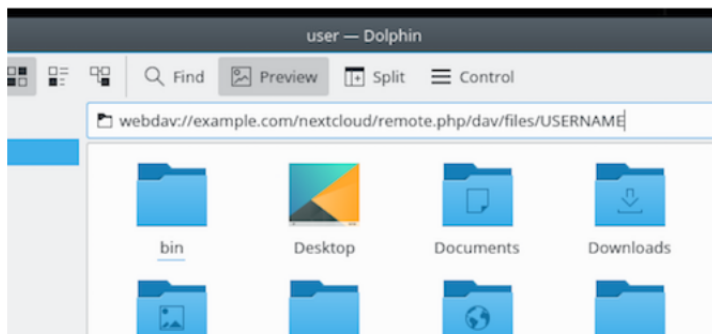 user — Dolphin
Find Preview Split Control
webdav://example.com/nextcloud/remote.php/dav/files/USERNAME
bin Desktop Documents Downloads